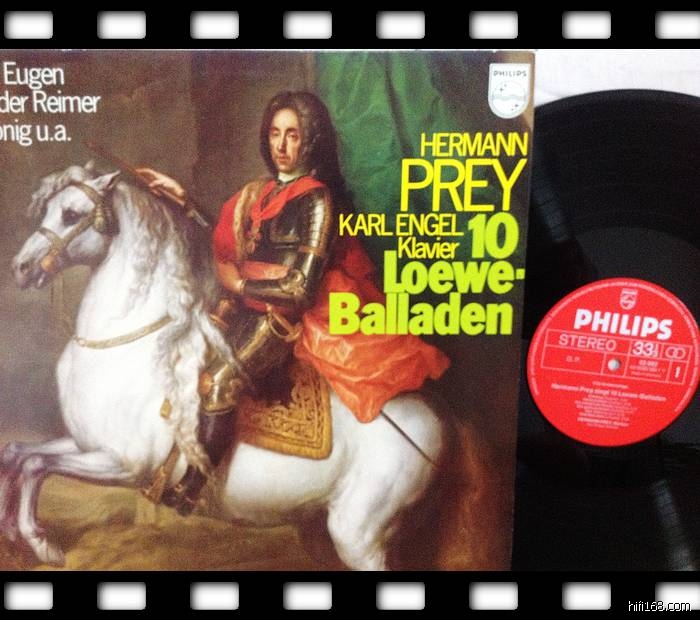 Eugen
der Reimer
önig u.a.
PHILIPS
HERMANN
PREY
KARL ENGEL
Klavier
10
Loewe-
Balladen
PHILIPS
STEREO
33⅓
1
Hermann Prey singt 10 Loewe-Balladen
hifi168.com